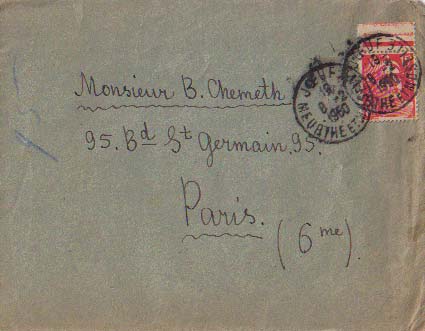 Monsieur B. Chemeth
95. Bd St Germain. 95.
Paris.
(6me).